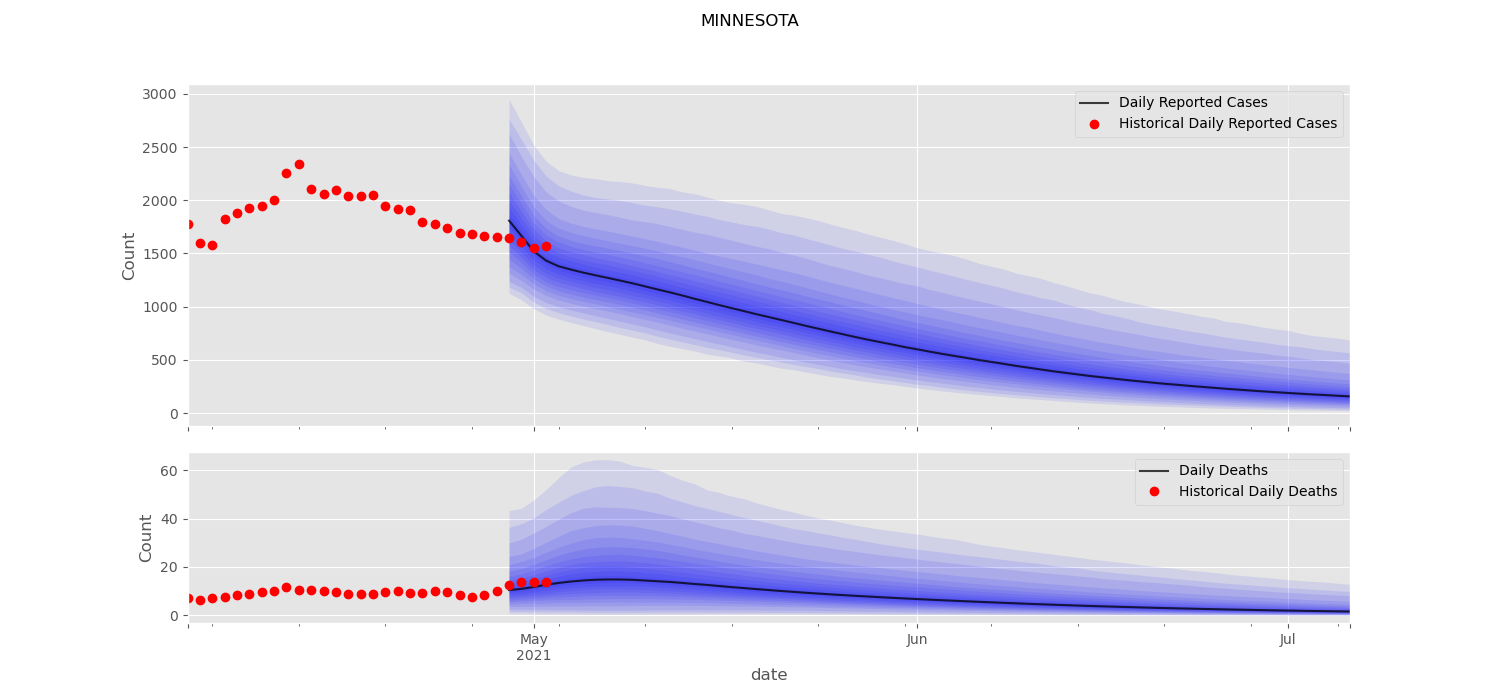 MINNESOTA
3000
2500
2000
1500
1000
500
0
Count
Daily Reported Cases
Historical Daily Reported Cases
60
40
20
0
Count
Daily Deaths
Historical Daily Deaths
May
2021
Jun
Jul
date